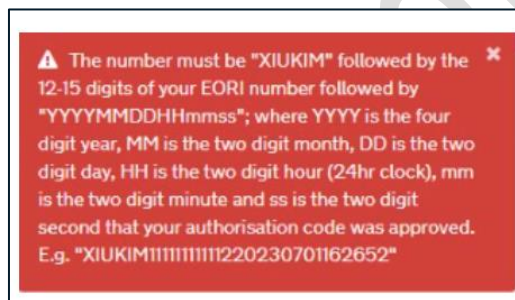 The number must be "XIUKIM" followed by the
12-15 digits of your EORI number followed by
"YYYYMMDDHHmmss"; where YYYY is the four
digit year, MM is the two digit month, DD is the two
digit day, HH is the two digit hour (24hr clock), mm
is the two digit minute and ss is the two digit
second that your authorisation code was approved.
E.g. "XIUKIM11111111111220230701162652"